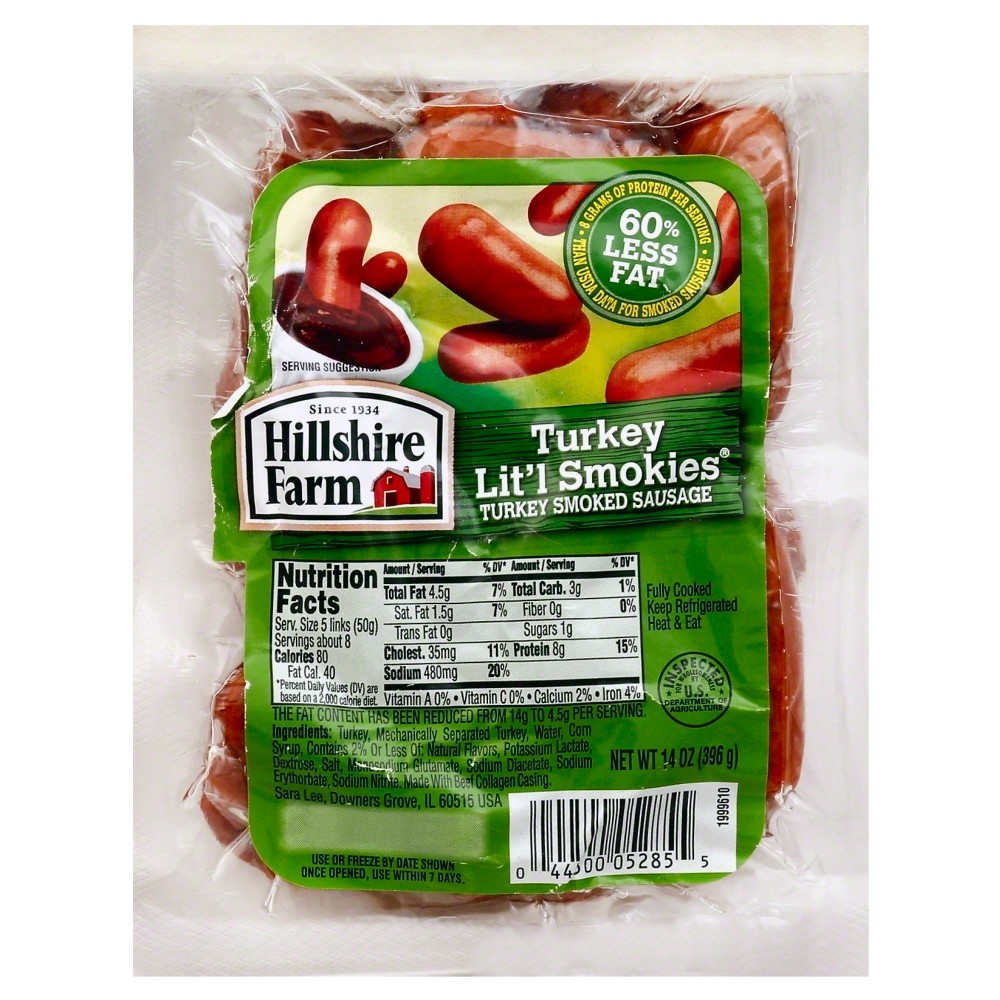 8 GRAMS OF PROTEIN PER SERVING
60%
LESS
FAT
THAN USDA DATA FOR SMOKED SAUSAGE
SERVING SUGGESTION
Since 1934
Hillshire
Farm
Turkey
Lit'l Smokies®
TURKEY SMOKED SAUSAGE
Nutrition
Facts
Serv. Size 5 links (50g)
Servings about 8
Calories 80
Fat Cal. 40
*Percent Daily Values (DV) are
based on a 2,000 calorie diet.
Amount / Serving % DV* Amount / Serving % DV*
Total Fat 4.5g 7% Total Carb. 3g 1%
Sat. Fat 1.5g 7% Fiber 0g 0%
Trans Fat 0g Sugars 1g
Cholest. 35mg 11% Protein 8g 15%
Sodium 480mg 20%
Vitamin A 0% • Vitamin C 0% • Calcium 2% • Iron 4%
Fully Cooked
Keep Refrigerated
Heat & Eat
INSPECTED
FOR WHOLESOMENESS
BY
U.S.
DEPARTMENT OF
AGRICULTURE
THE FAT CONTENT HAS BEEN REDUCED FROM 14g TO 4.5g PER SERVING.
Ingredients: Turkey, Mechanically Separated Turkey, Water, Corn
Syrup, Contains 2% Or Less Of: Natural Flavors, Potassium Lactate,
Dextrose, Salt, Monosodium Glutamate, Sodium Diacetate, Sodium
Erythorbate, Sodium Nitrite. Made With Beef Collagen Casing.
Sara Lee, Downers Grove, IL 60515 USA
NET WT 14 OZ (396 g)
USE OR FREEZE BY DATE SHOWN
ONCE OPENED, USE WITHIN 7 DAYS.
1999610
0 44500 05285 5